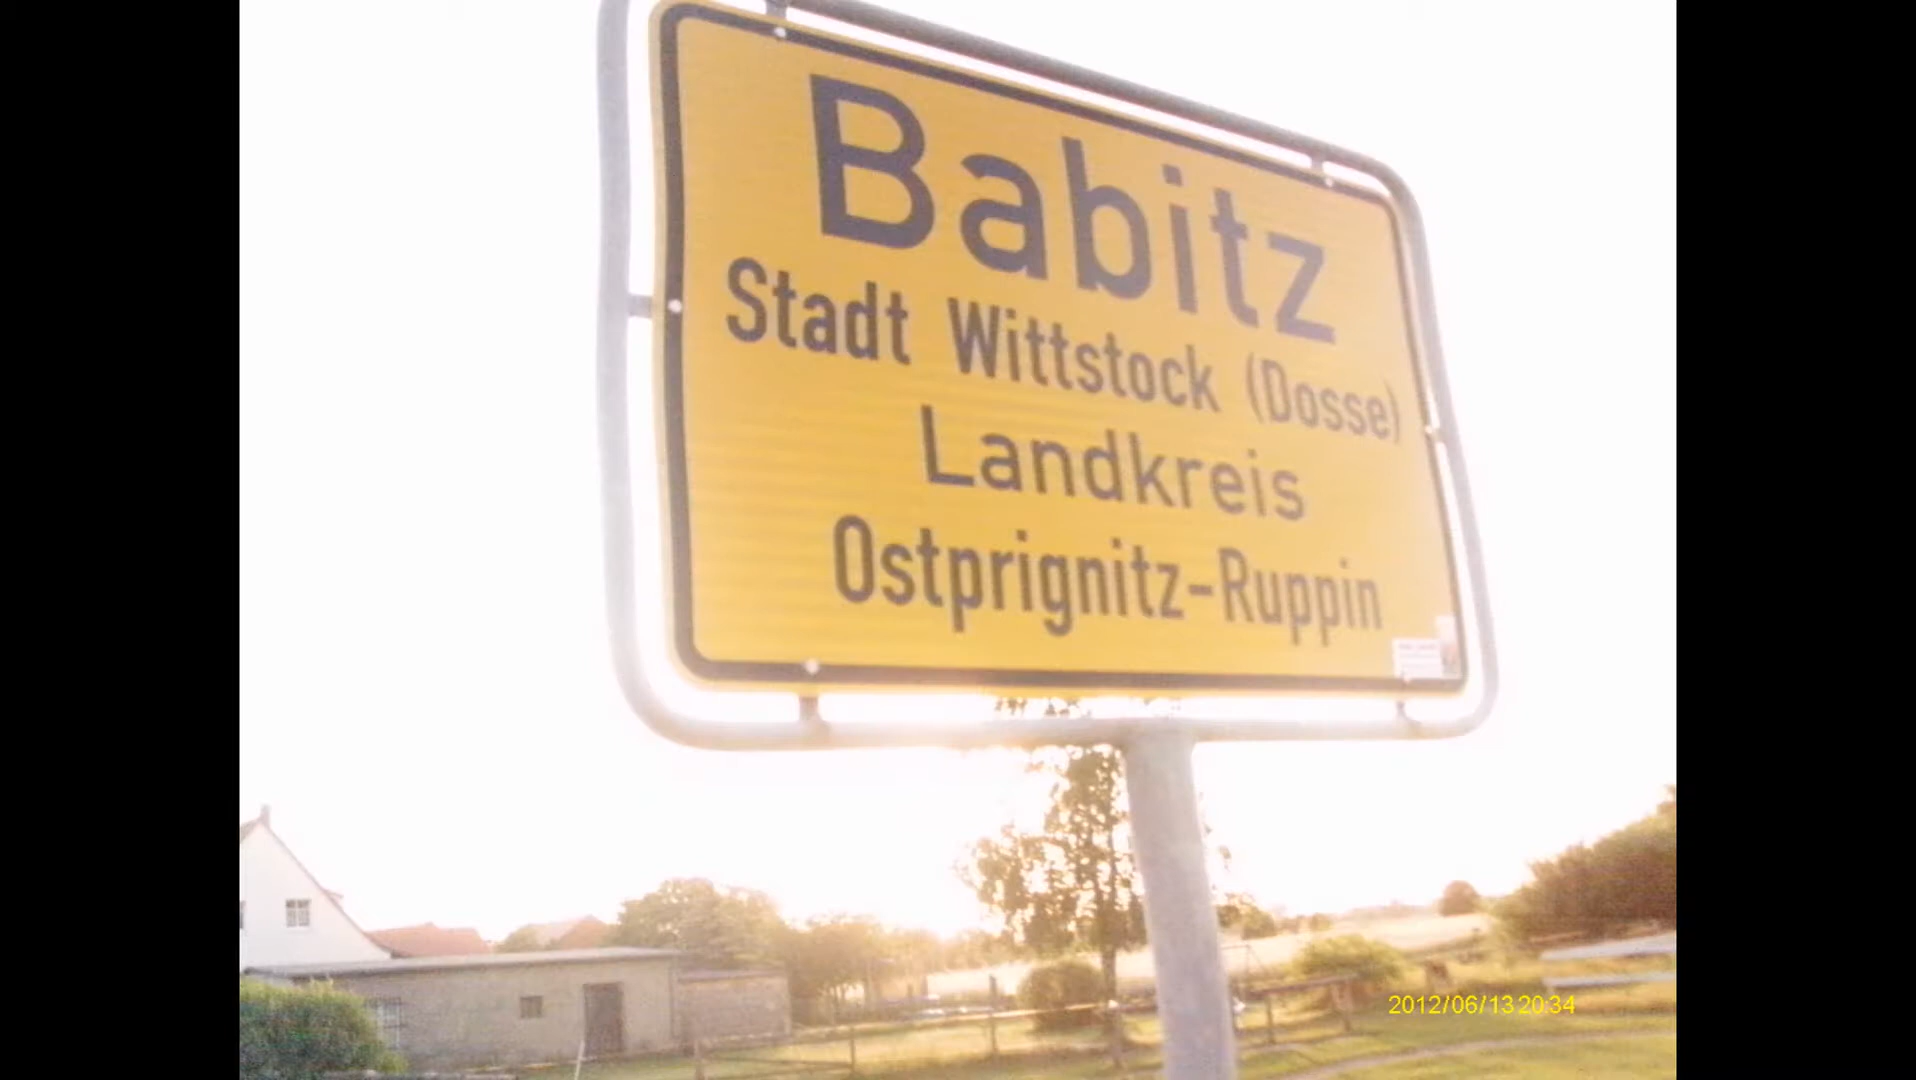 Babitz
Stadt Wittstock (Dosse)
Landkreis
Ostprignitz-Ruppin
2012/06/13 20:34